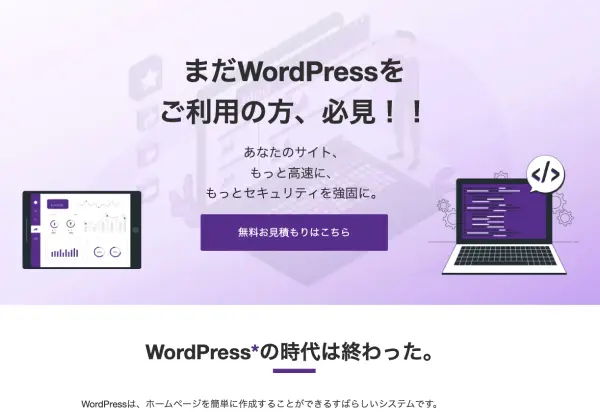 まだWordPressを
ご利用の方、必見！！
あなたのサイト、
もっと高速に、
もっとセキュリティを強固に。
無料お見積もりはこちら
</>
WordPress*の時代は終わった。
WordPressは、ホームページを簡単に作成することができるすばらしいシステムです。